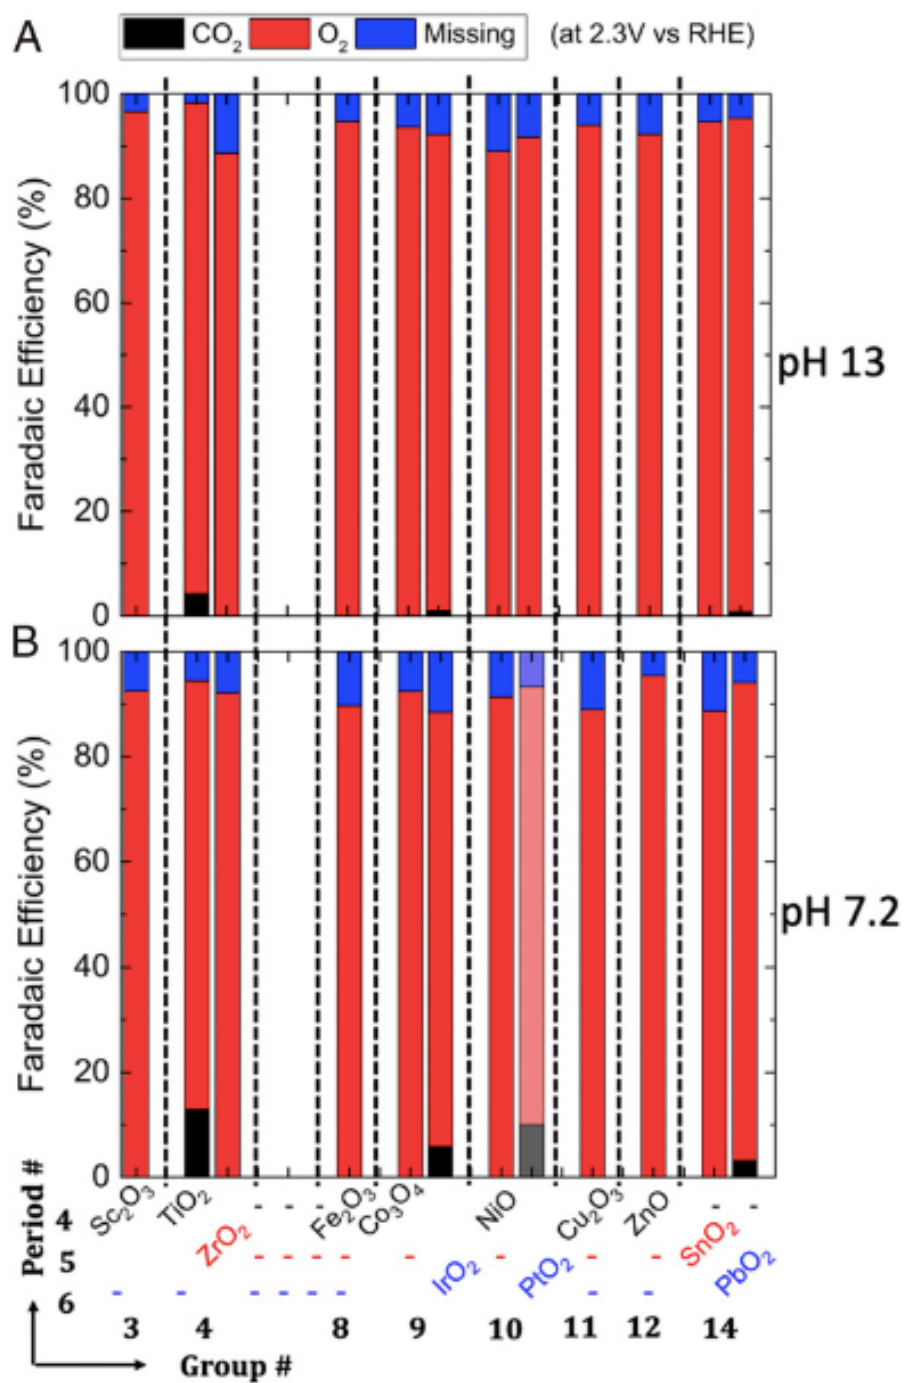 A CO₂ O₂ Missing (at 2.3V vs RHE)
100
80
60
40
20
0
Faradaic Efficiency (%)
pH 13
B
100
80
60
40
20
0
Faradaic Efficiency (%)
pH 7.2
Period #
4 Sc₂O₃ TiO₂ - - - Fe₂O₃ Co₃O₄ NiO Cu₂O₃ ZnO - -
5 ZrO₂ - - - - - - - - SnO₂
6 - - - - - - IrO₂ PtO₂ - - PbO₂
3 4 8 9 10 11 12 14
Group #